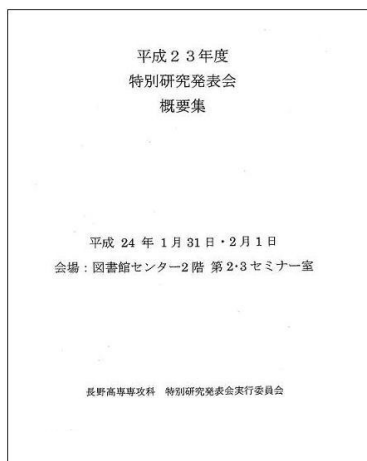 平成２３年度
特別研究発表会
概要集
平成 24 年 1月31日・2月1日
会場：図書館センター2階 第2・3セミナー室
長野高専専攻科 特別研究発表会実行委員会